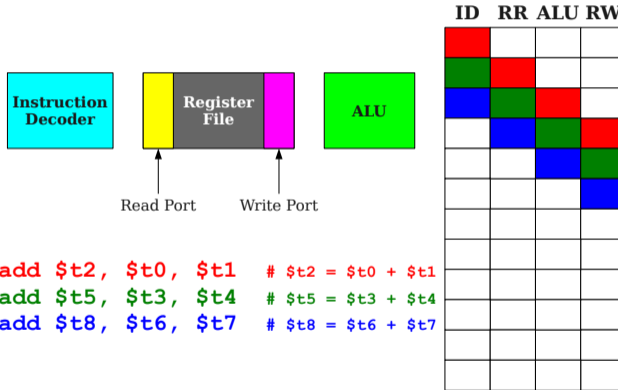 ID RR ALU RW
Instruction
Decoder
Register
File
ALU
Read Port
Write Port
add $t2, $t0, $t1 # $t2 = $t0 + $t1
add $t5, $t3, $t4 # $t5 = $t3 + $t4
add $t8, $t6, $t7 # $t8 = $t6 + $t7